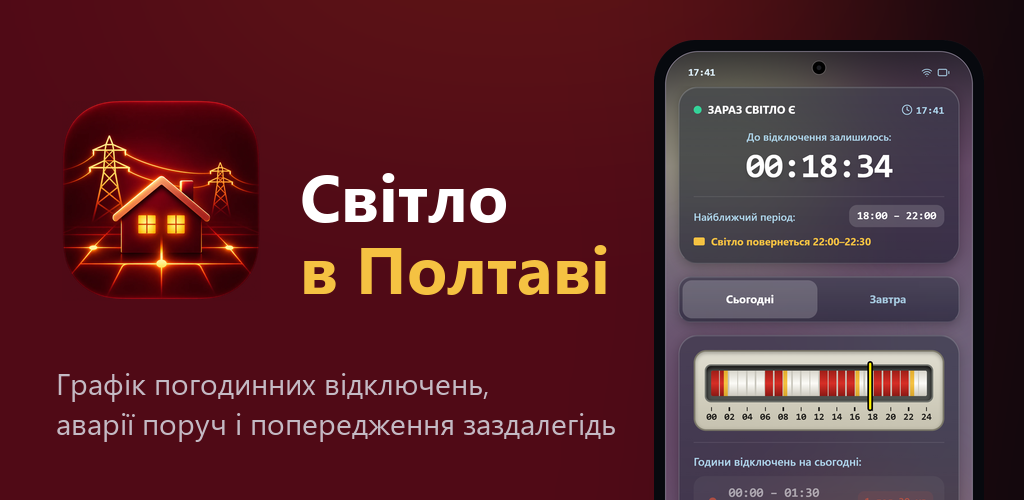 Світло
в Полтаві
Графік погодинних відключень,
аварії поруч і попередження заздалегідь
17:41
ЗАРАЗ СВІТЛО Є
17:41
До відключення залишилось:
00:18:34
Найближчий період:
18:00 – 22:00
Світло повернеться 22:00–22:30
Сьогодні
Завтра
00 02 04 06 08 10 12 14 16 18 20 22 24
Години відключень на сьогодні:
00:00 – 01:30